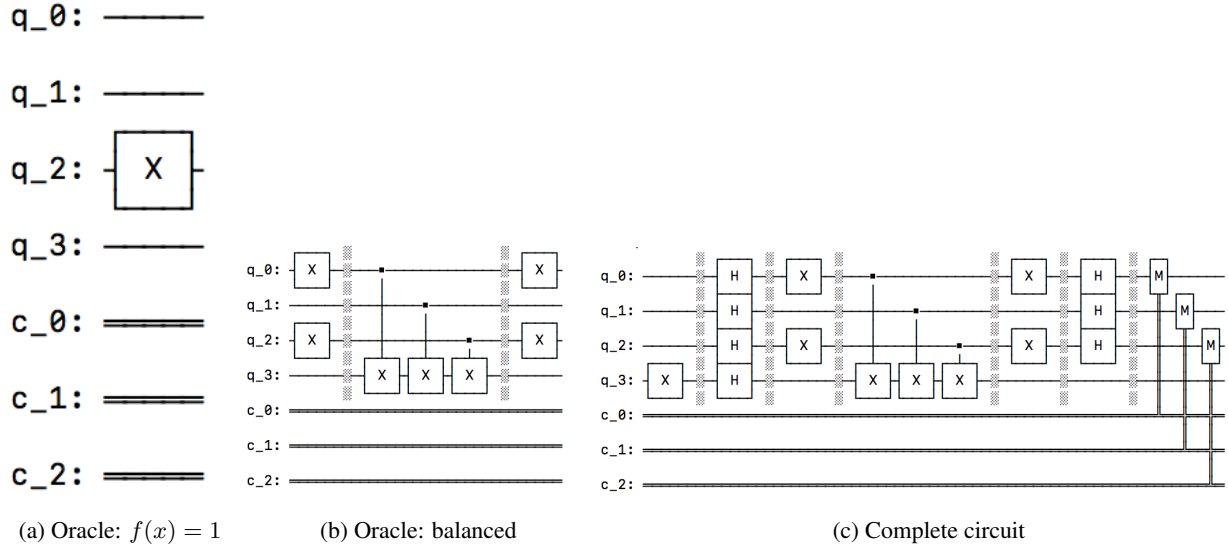 q_0:
q_1:
q_2: X
q_3:
c_0:
c_1:
c_2:
(a) Oracle: f(x) = 1
q_0: X X
q_1:
q_2: X X
q_3: X X X
c_0:
c_1:
c_2:
(b) Oracle: balanced
q_0: H X X H M
q_1: H H M
q_2: H X X H M
q_3: X H X X X
c_0:
c_1:
c_2:
(c) Complete circuit